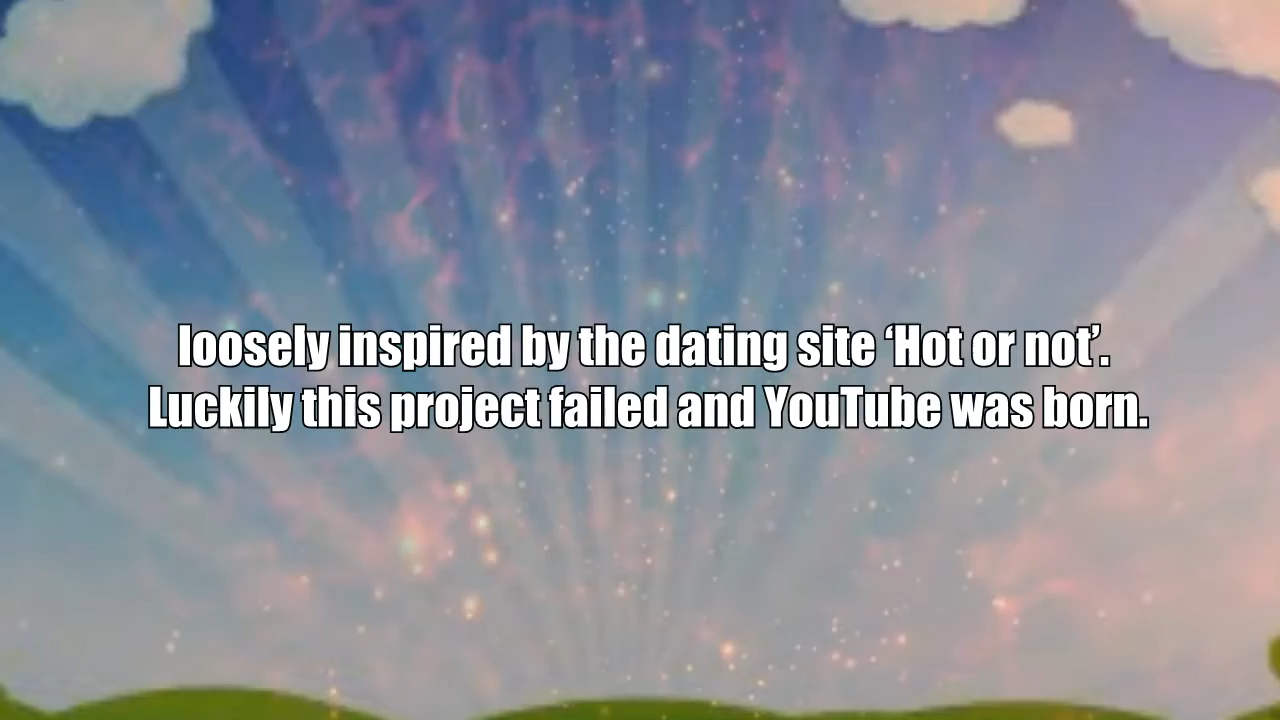 loosely inspired by the dating site ‘Hot or not’.
Luckily this project failed and YouTube was born.